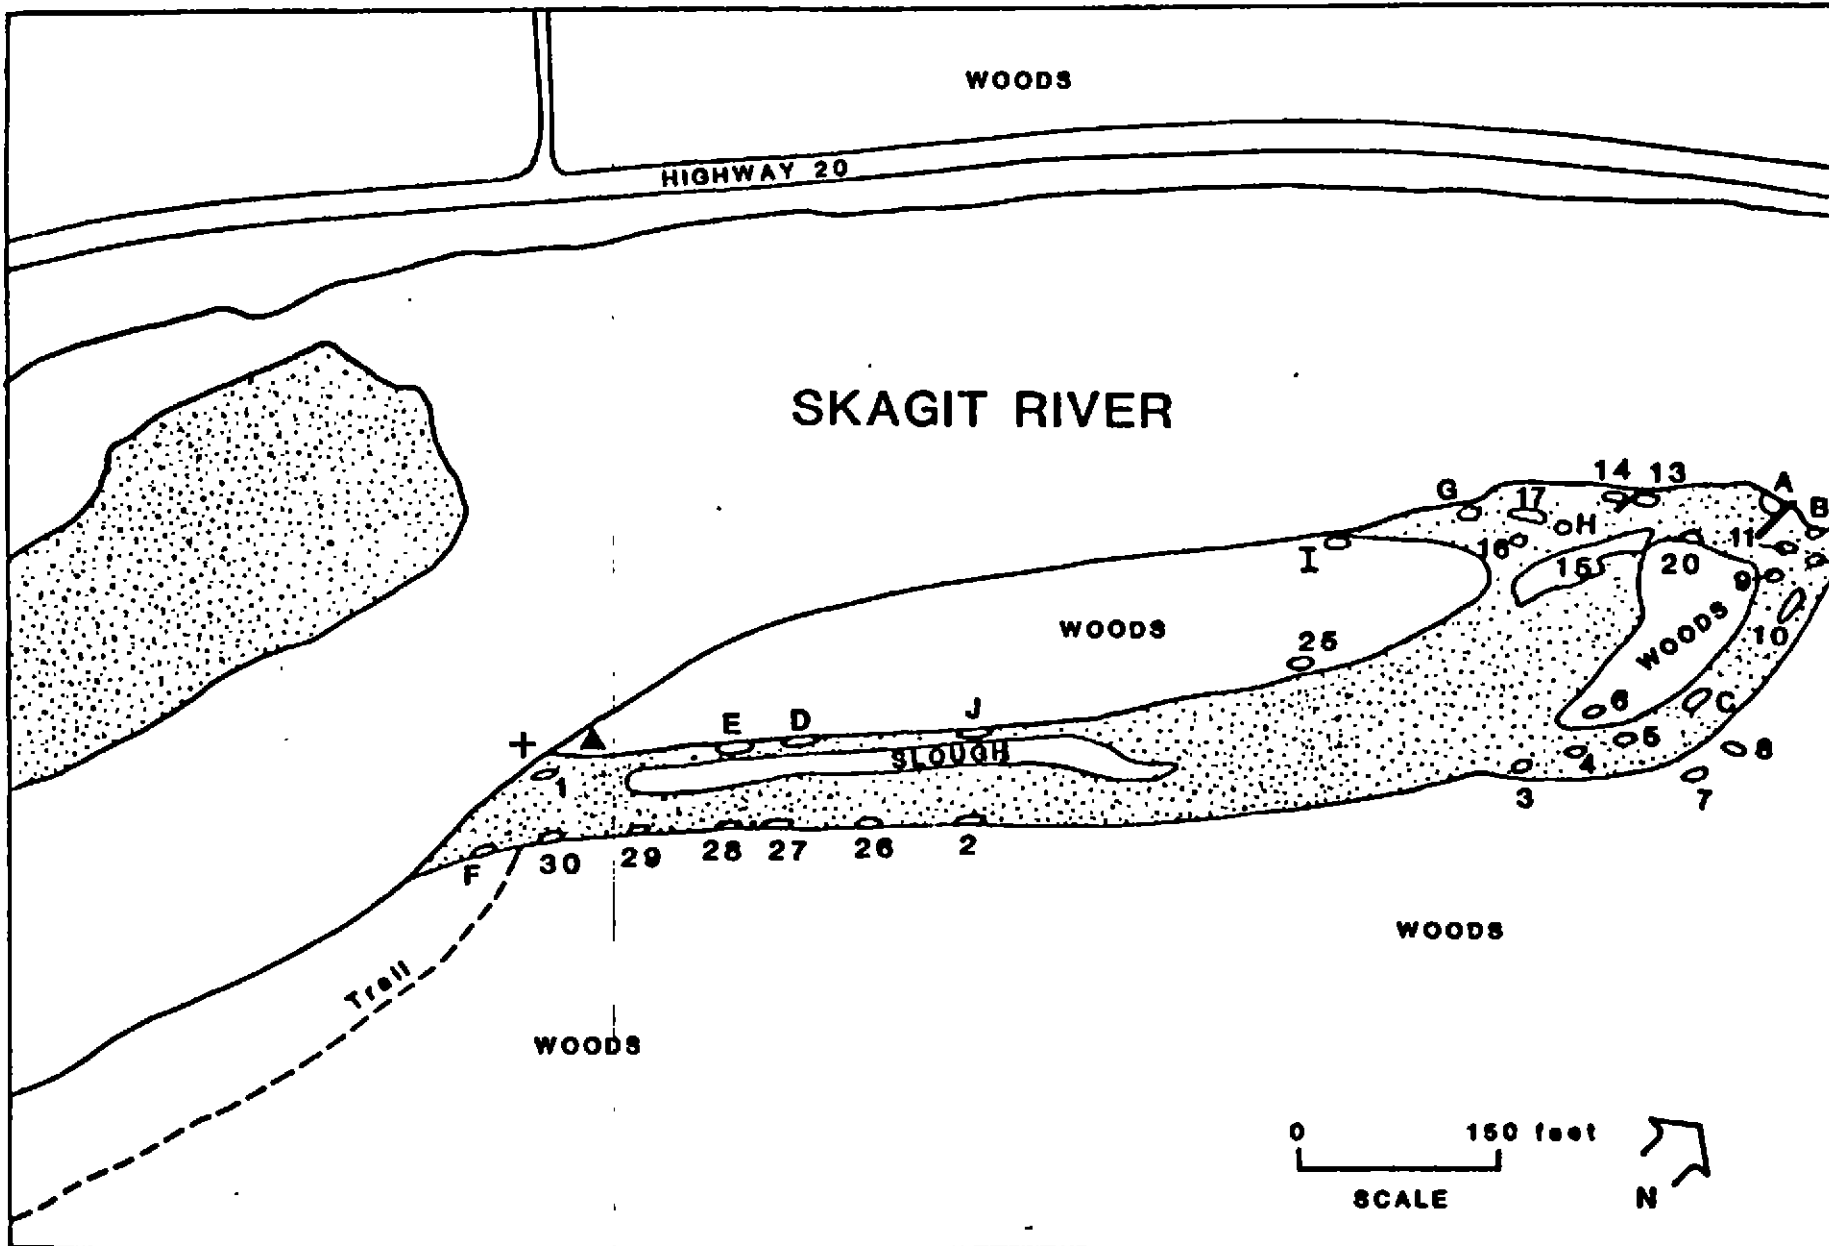 WOODS
HIGHWAY 20
SKAGIT RIVER
14 13 A
G 17 B
H
I 16 11
15 20 9
WOODS
WOODS
25
10
6 C
E D J
5 8
SLOUGH
4
1
3 7
F 30 29 28 27 26 2
WOODS
Trail
WOODS
0 150 feet
SCALE
N